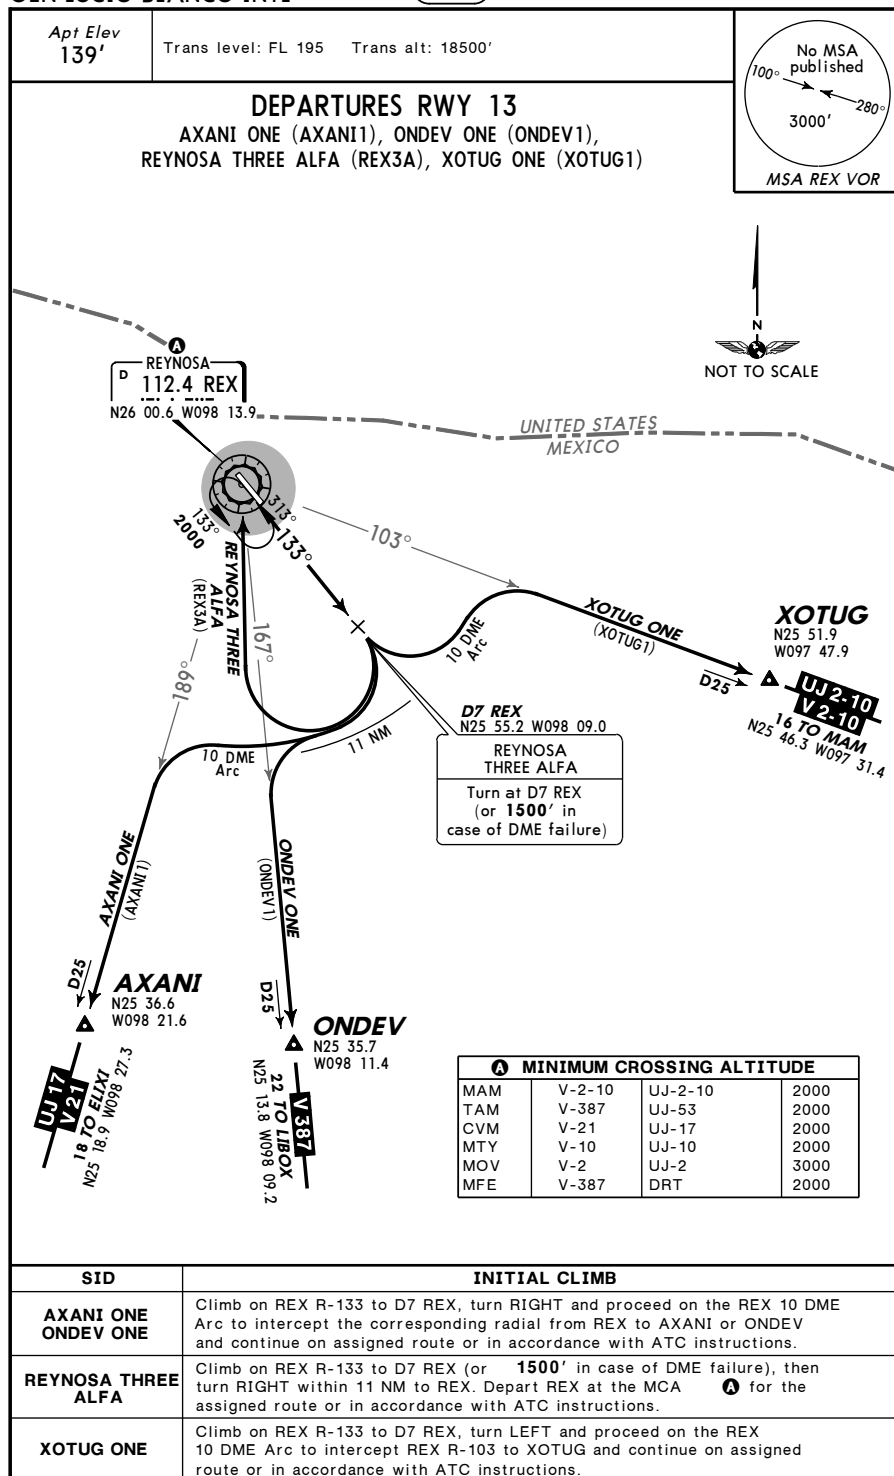 Apt Elev
139'
Trans level: FL 195 Trans alt: 18500'
No MSA
published
100°
280°
3000'
MSA REX VOR
DEPARTURES RWY 13
AXANI ONE (AXANI1), ONDEV ONE (ONDEV1),
REYNOSA THREE ALFA (REX3A), XOTUG ONE (XOTUG1)
N
NOT TO SCALE
A
REYNOSA
D 112.4 REX
N26 00.6 W098 13.9
UNITED STATES
MEXICO
313°
133°
133°
2000
103°
REYNOSA THREE
ALFA
(REX3A)
167°
189°
10 DME
Arc
XOTUG ONE
(XOTUG1)
XOTUG
N25 51.9
W097 47.9
D25
UJ 2-10
V 2-10
16 TO MAM
N25 46.3 W097 31.4
D7 REX
N25 55.2 W098 09.0
REYNOSA
THREE ALFA
Turn at D7 REX
(or 1500' in
case of DME failure)
11 NM
10 DME
Arc
AXANI ONE
(AXANI1)
ONDEV ONE
(ONDEV1)
D25
AXANI
N25 36.6
W098 21.6
UJ 17
V 21
18 TO ELIXI
N25 18.9 W098 27.3
D25
ONDEV
N25 35.7
W098 11.4
V 387
22 TO LIBOX
N25 13.8 W098 09.2
A MINIMUM CROSSING ALTITUDE
MAM V-2-10 UJ-2-10 2000
TAM V-387 UJ-53 2000
CVM V-21 UJ-17 2000
MTY V-10 UJ-10 2000
MOV V-2 UJ-2 3000
MFE V-387 DRT 2000
SID INITIAL CLIMB
AXANI ONE
ONDEV ONE
Climb on REX R-133 to D7 REX, turn RIGHT and proceed on the REX 10 DME
Arc to intercept the corresponding radial from REX to AXANI or ONDEV
and continue on assigned route or in accordance with ATC instructions.
REYNOSA THREE
ALFA
Climb on REX R-133 to D7 REX (or 1500' in case of DME failure), then
turn RIGHT within 11 NM to REX. Depart REX at the MCA A for the
assigned route or in accordance with ATC instructions.
XOTUG ONE
Climb on REX R-133 to D7 REX, turn LEFT and proceed on the REX
10 DME Arc to intercept REX R-103 to XOTUG and continue on assigned
route or in accordance with ATC instructions.